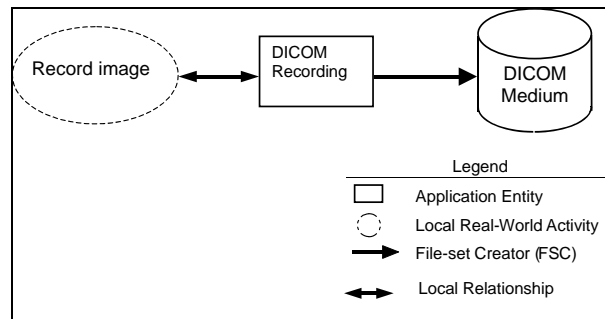 Record image
DICOM
Recording
DICOM
Medium
Legend
Application Entity
Local Real-World Activity
File-set Creator (FSC)
Local Relationship